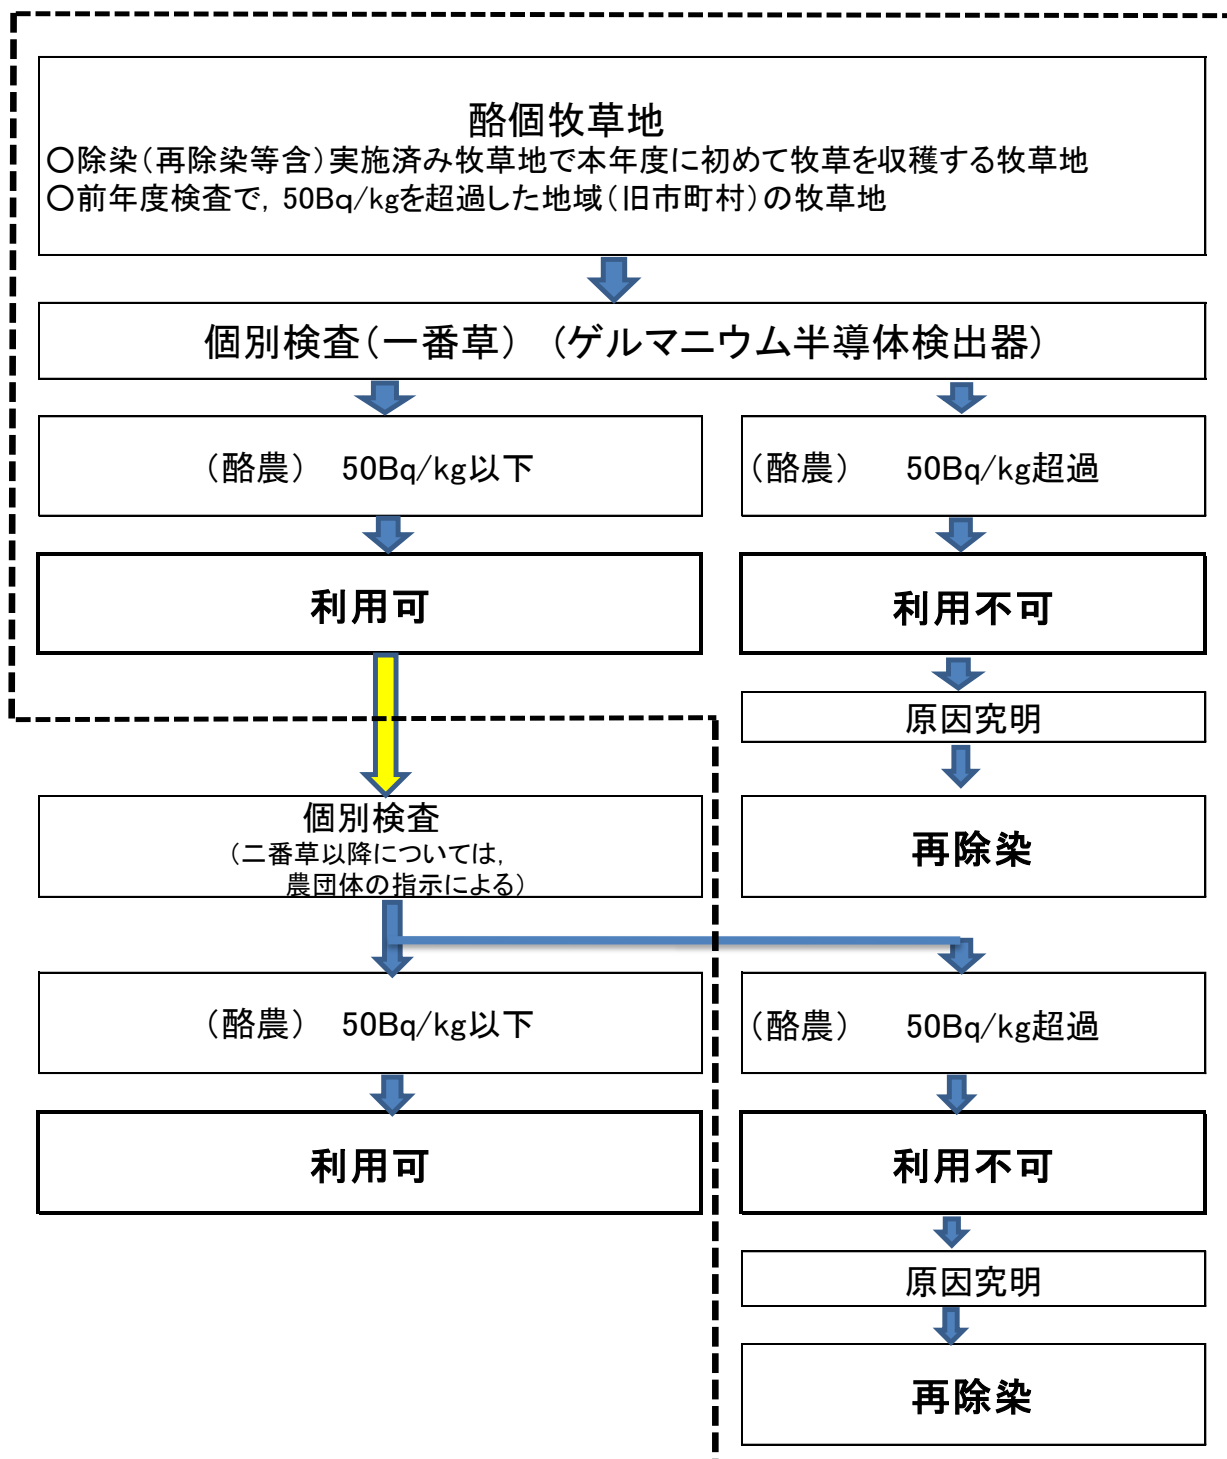 酪個牧草地
○除染（再除染等含）実施済み牧草地で本年度に初めて牧草を収穫する牧草地
○前年度検査で，50Bq/kgを超過した地域（旧市町村）の牧草地
個別検査（一番草）　（ゲルマニウム半導体検出器）
（酪農）　50Bq/kg以下
（酪農）　50Bq/kg超過
利用可
利用不可
原因究明
再除染
個別検査
（二番草以降については，
農団体の指示による）
（酪農）　50Bq/kg以下
（酪農）　50Bq/kg超過
利用可
利用不可
原因究明
再除染